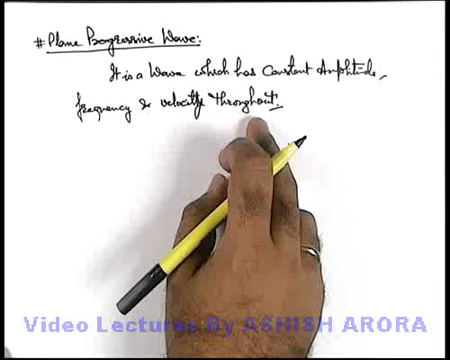 # Plane Progressive Wave:
It is a Wave which has Constant Amplitude,
frequency & velocity throughout.
Video Lectures By ASHISH ARORA